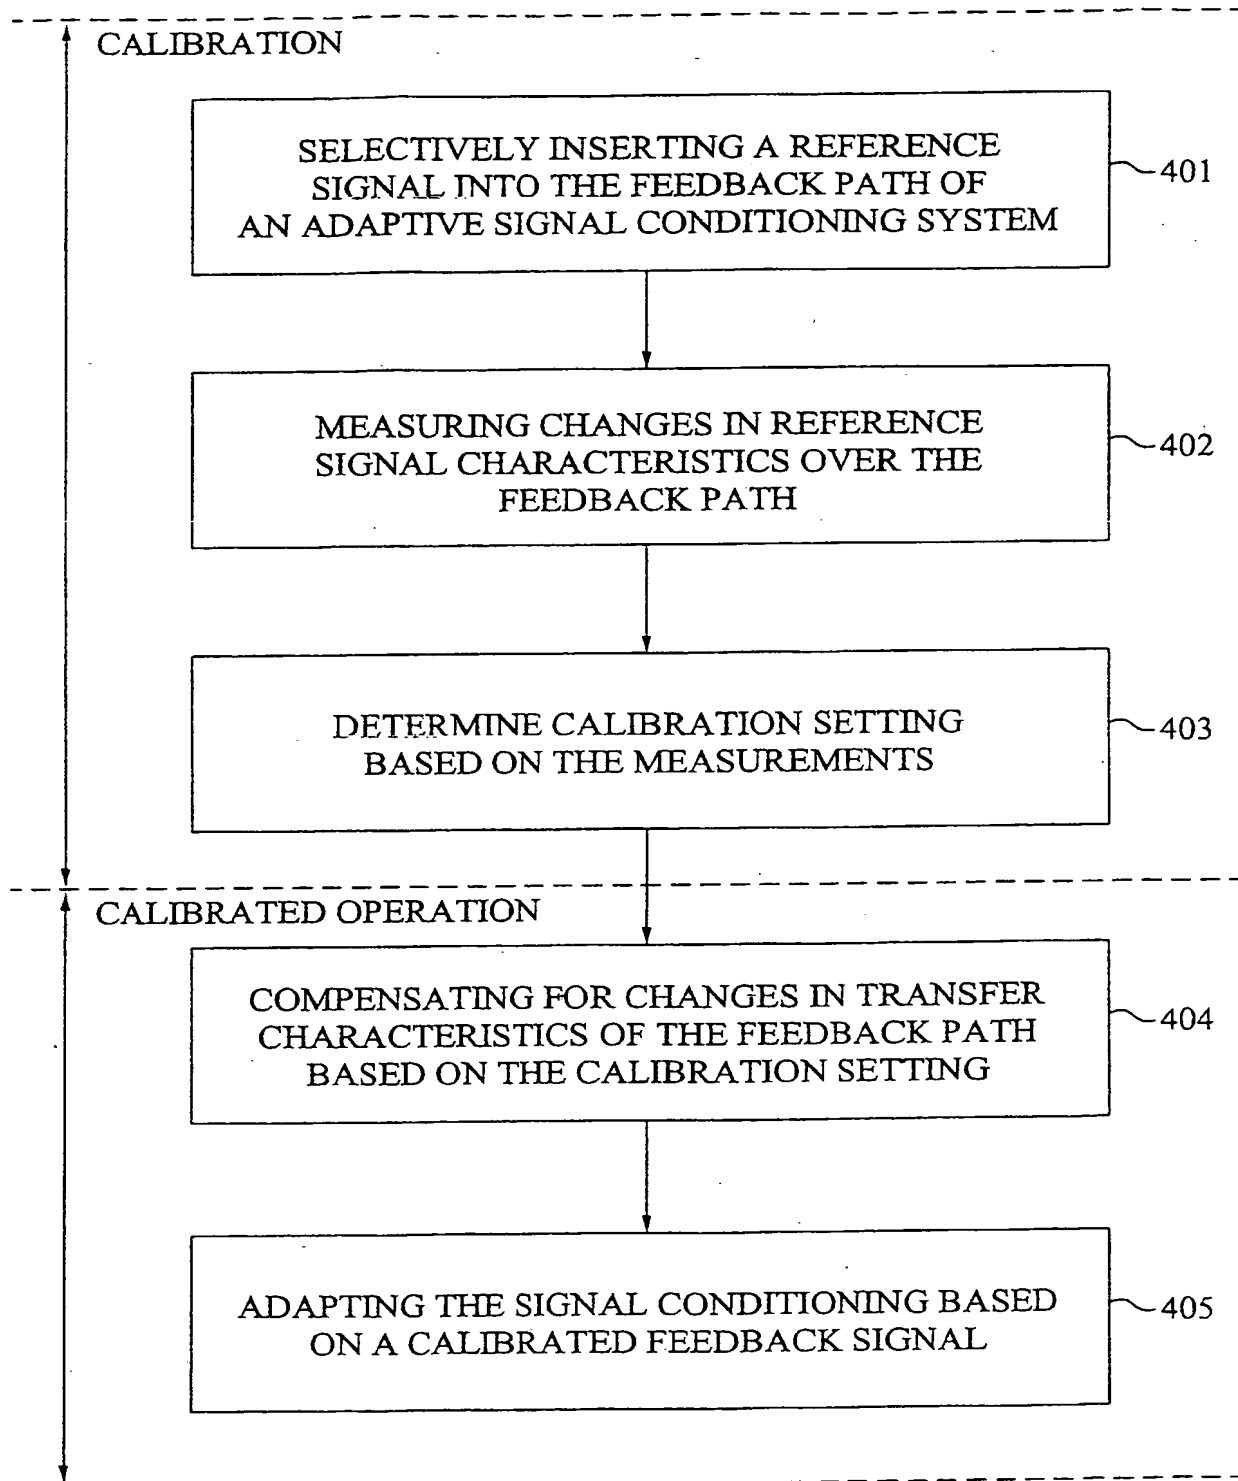 CALIBRATION
SELECTIVELY INSERTING A REFERENCE
SIGNAL INTO THE FEEDBACK PATH OF
AN ADAPTIVE SIGNAL CONDITIONING SYSTEM
401
MEASURING CHANGES IN REFERENCE
SIGNAL CHARACTERISTICS OVER THE
FEEDBACK PATH
402
DETERMINE CALIBRATION SETTING
BASED ON THE MEASUREMENTS
403
CALIBRATED OPERATION
COMPENSATING FOR CHANGES IN TRANSFER
CHARACTERISTICS OF THE FEEDBACK PATH
BASED ON THE CALIBRATION SETTING
404
ADAPTING THE SIGNAL CONDITIONING BASED
ON A CALIBRATED FEEDBACK SIGNAL
405